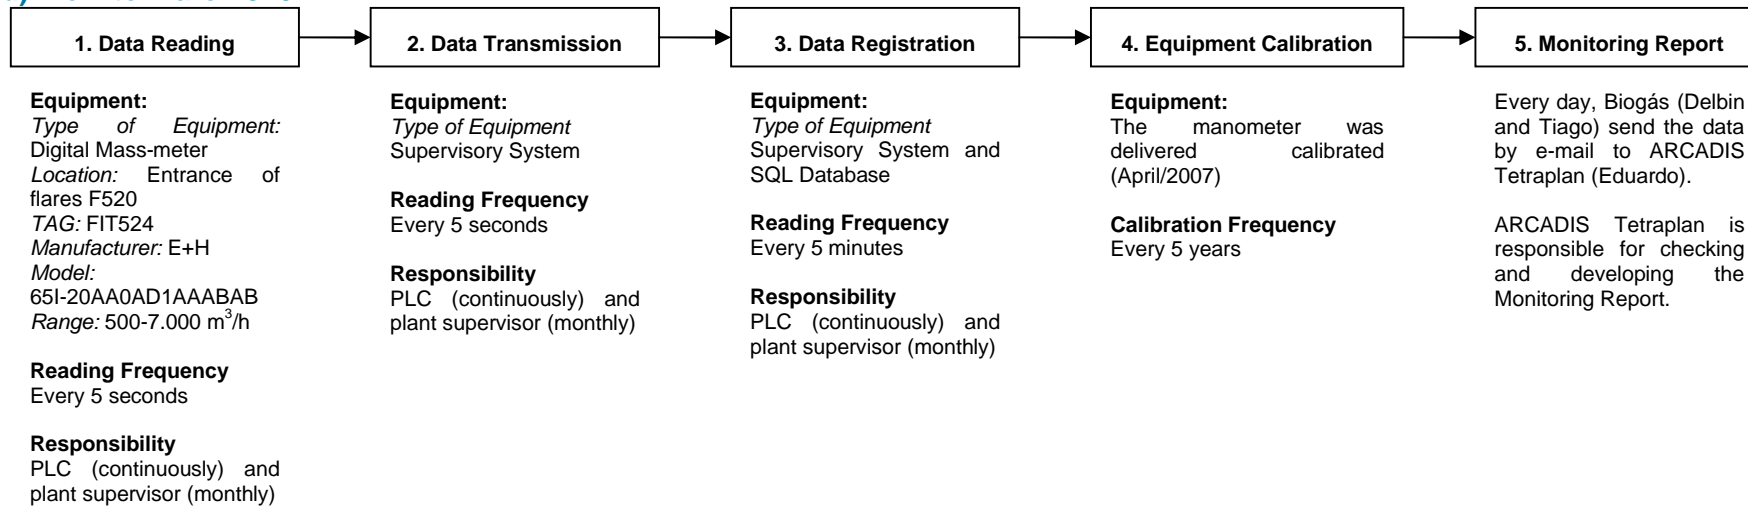 1. Data Reading
2. Data Transmission
3. Data Registration
4. Equipment Calibration
5. Monitoring Report
Equipment:
Type of Equipment:
Digital Mass-meter
Location: Entrance of
flares F520
TAG: FIT524
Manufacturer: E+H
Model:
65I-20AA0AD1AAABAB
Range: 500-7.000 m³/h
Reading Frequency
Every 5 seconds
Responsibility
PLC (continuously) and
plant supervisor (monthly)
Equipment:
Type of Equipment
Supervisory System
Reading Frequency
Every 5 seconds
Responsibility
PLC (continuously) and
plant supervisor (monthly)
Equipment:
Type of Equipment
Supervisory System and
SQL Database
Reading Frequency
Every 5 minutes
Responsibility
PLC (continuously) and
plant supervisor (monthly)
Equipment:
The manometer was
delivered calibrated
(April/2007)
Calibration Frequency
Every 5 years
Every day, Biogás (Delbin
and Tiago) send the data
by e-mail to ARCADIS
Tetraplan (Eduardo).
ARCADIS Tetraplan is
responsible for checking
and developing the
Monitoring Report.